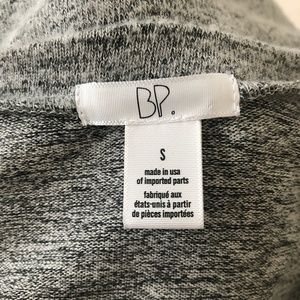 BP.
S
made in usa
of imported parts
fabriqué aux
états-unis à partir
de pièces importées